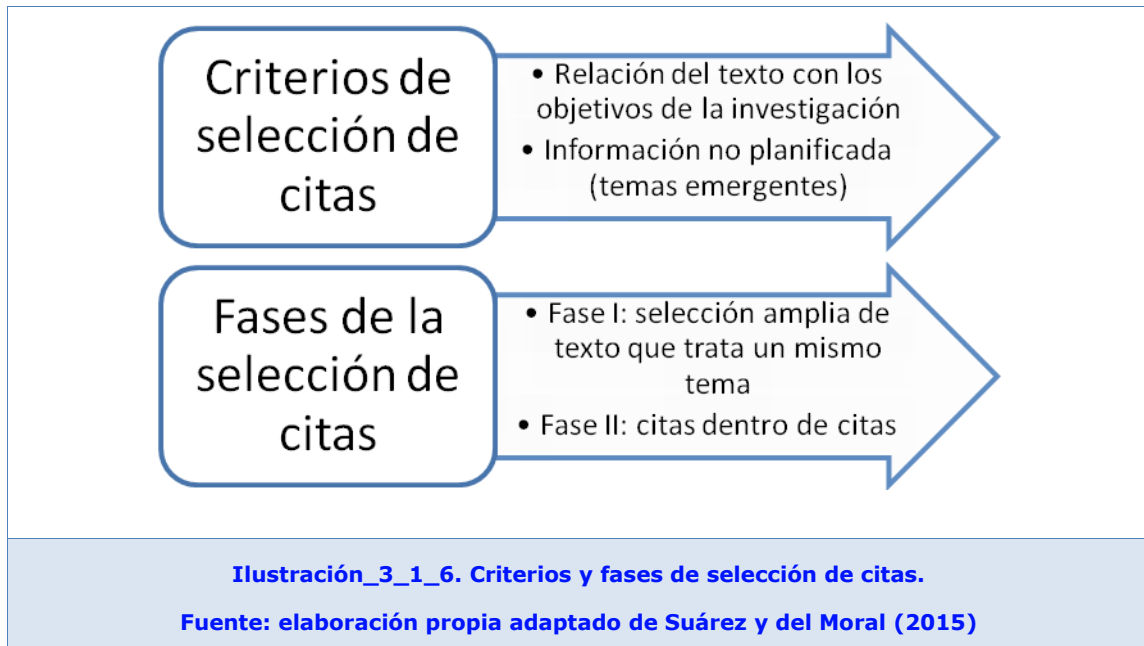 Criterios de
selección de
citas
• Relación del texto con los
objetivos de la investigación
• Información no planificada
(temas emergentes)
Fases de la
selección de
citas
• Fase I: selección amplia de
texto que trata un mismo
tema
• Fase II: citas dentro de citas
Ilustración_3_1_6. Criterios y fases de selección de citas.
Fuente: elaboración propia adaptado de Suárez y del Moral (2015)